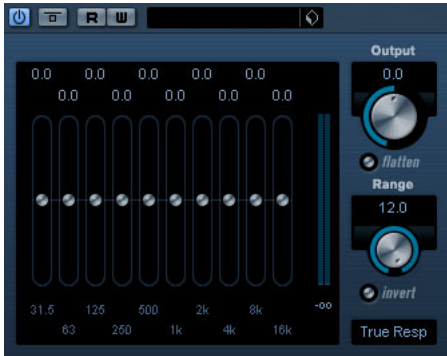 R W
Output
0.0 0.0 0.0 0.0 0.0 0.0
0.0 0.0 0.0 0.0
flatten
Range
12.0
invert
31.5 125 500 2k 8k -oo
63 250 1k 4k 16k
True Resp